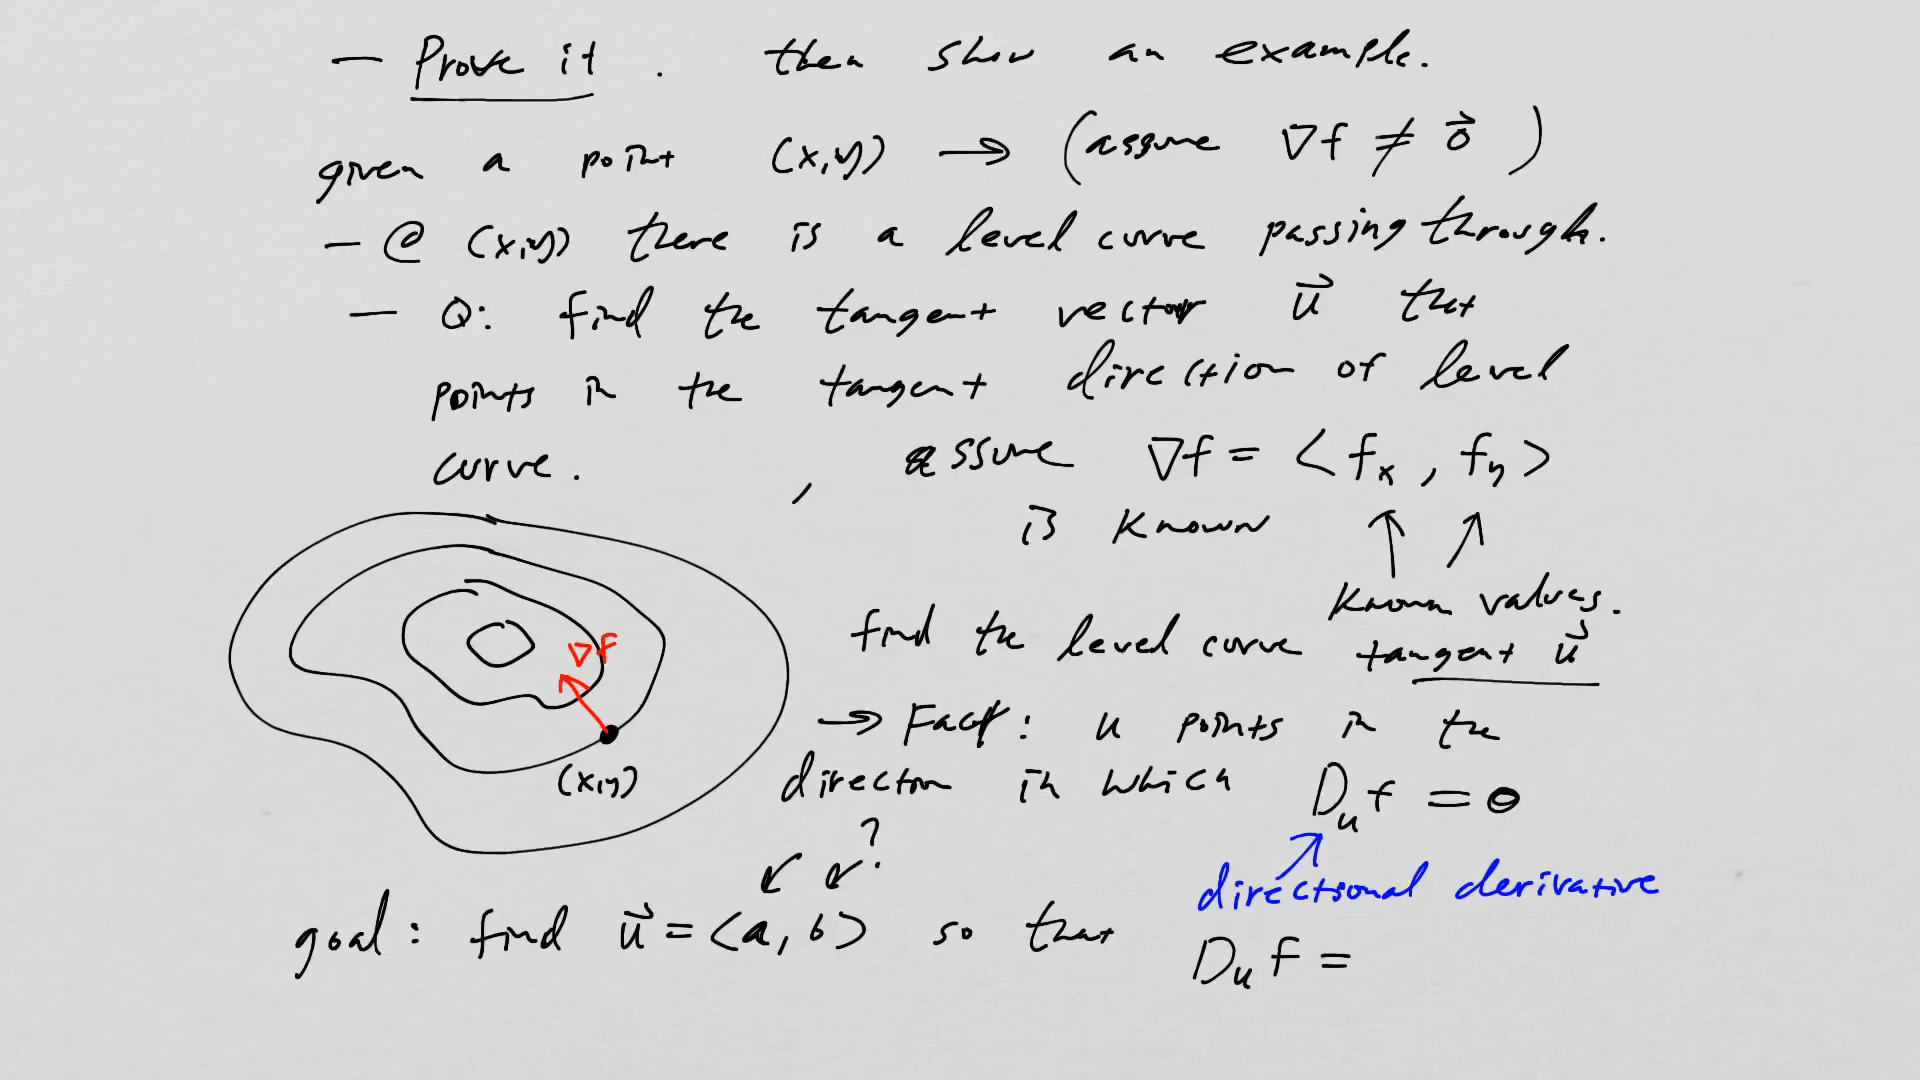 — Prove it . then show an example.
given a point (x,y) → (assume ∇f ≠ 0⃗ )
— @ (x,y) there is a level curve passing through.
— Q: find the tangent vector u⃗ that
points in the tangent direction of level
curve . , assume ∇f = < fx , fy >
is known
known values.
find the level curve tangent u⃗
∇f
→ Fact : u points in the
(x,y)
direction in which Du f = 0
?
directional derivative
goal : find u⃗ = <a, b> so that
Du f =